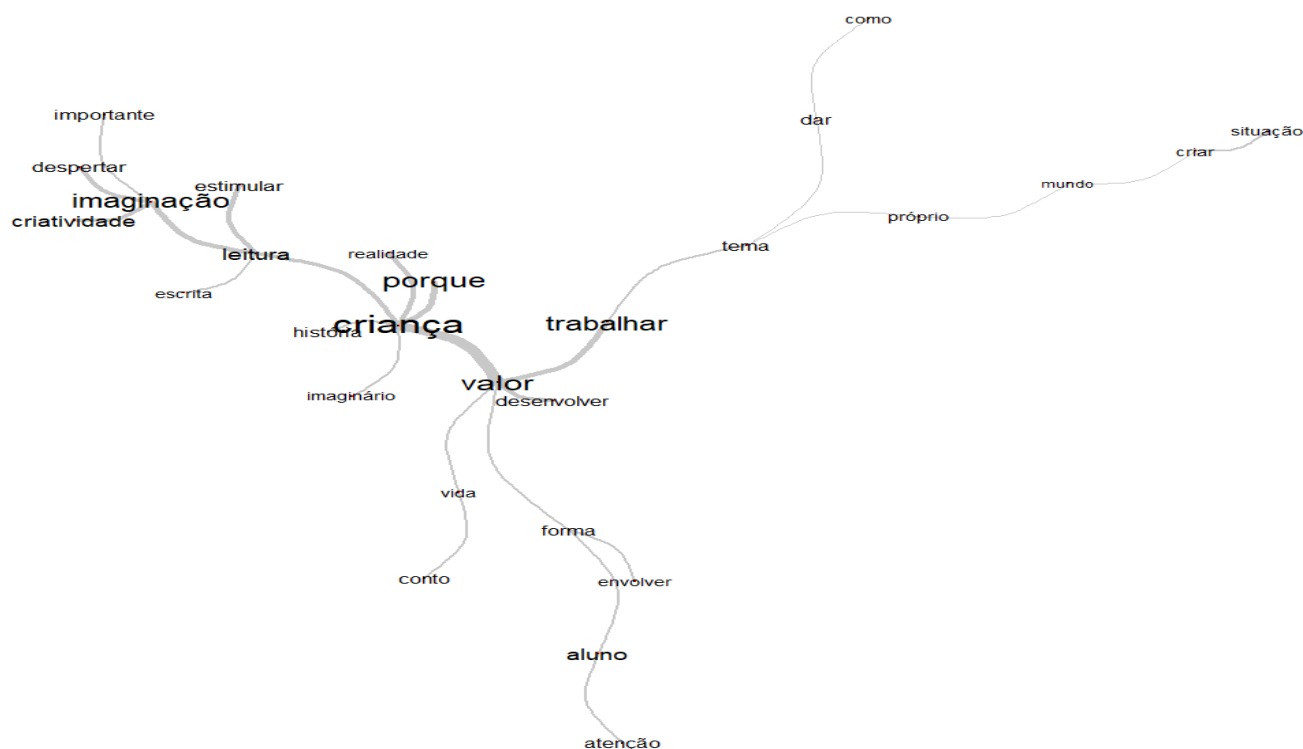 como
importante
dar
situação
criar
despertar
estimular
mundo
imaginação
criatividade
próprio
tema
leitura
realidade
porque
escrita
criança
trabalhar
história
valor
imaginário
desenvolver
vida
forma
conto
envolver
aluno
atenção